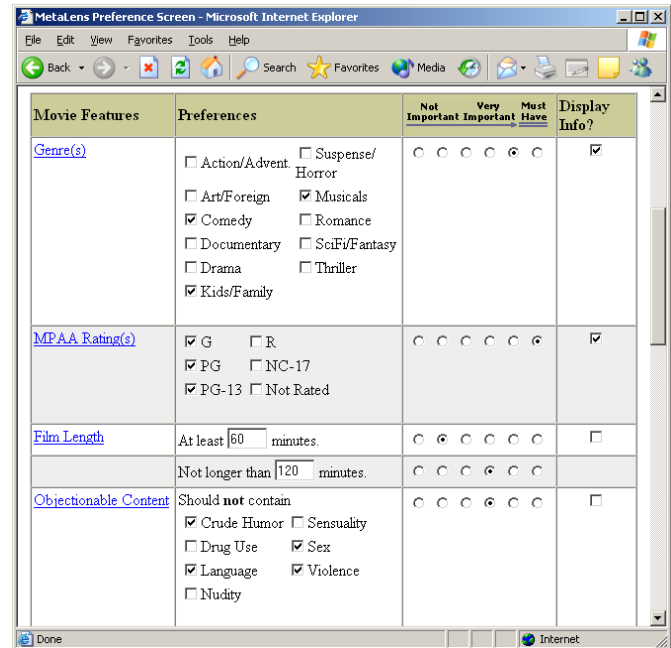 MetaLens Preference Screen - Microsoft Internet Explorer
File Edit View Favorites Tools Help
Back Search Favorites Media
Movie Features Preferences Not Important Very Important Must Have Display Info?
Genre(s)
Action/Advent. Suspense/Horror
Art/Foreign Musicals
Comedy Romance
Documentary SciFi/Fantasy
Drama Thriller
Kids/Family
MPAA Rating(s)
G R
PG NC-17
PG-13 Not Rated
Film Length At least 60 minutes.
Not longer than 120 minutes.
Objectionable Content Should not contain
Crude Humor Sensuality
Drug Use Sex
Language Violence
Nudity
Done Internet